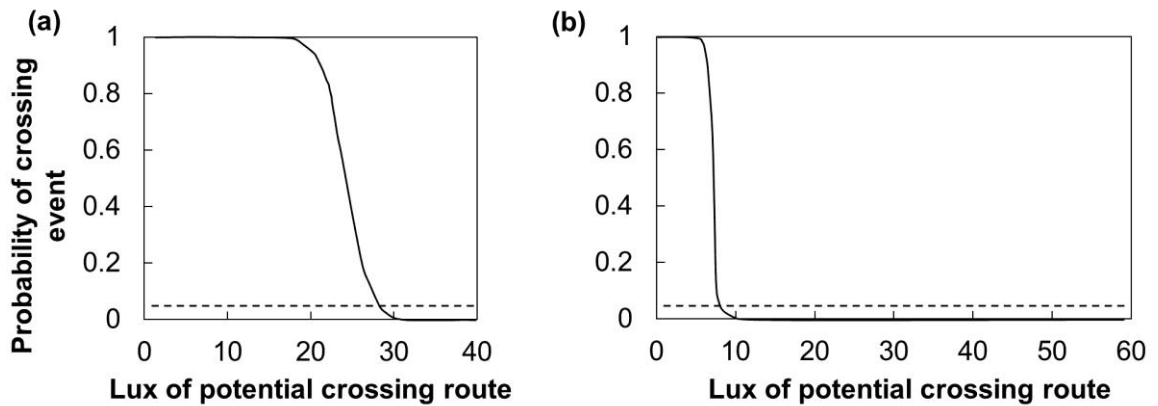 (a)
Probability of crossing
event
1
0.8
0.6
0.4
0.2
0
0 10 20 30 40
Lux of potential crossing route
(b)
1
0.8
0.6
0.4
0.2
0
0 10 20 30 40 50 60
Lux of potential crossing route